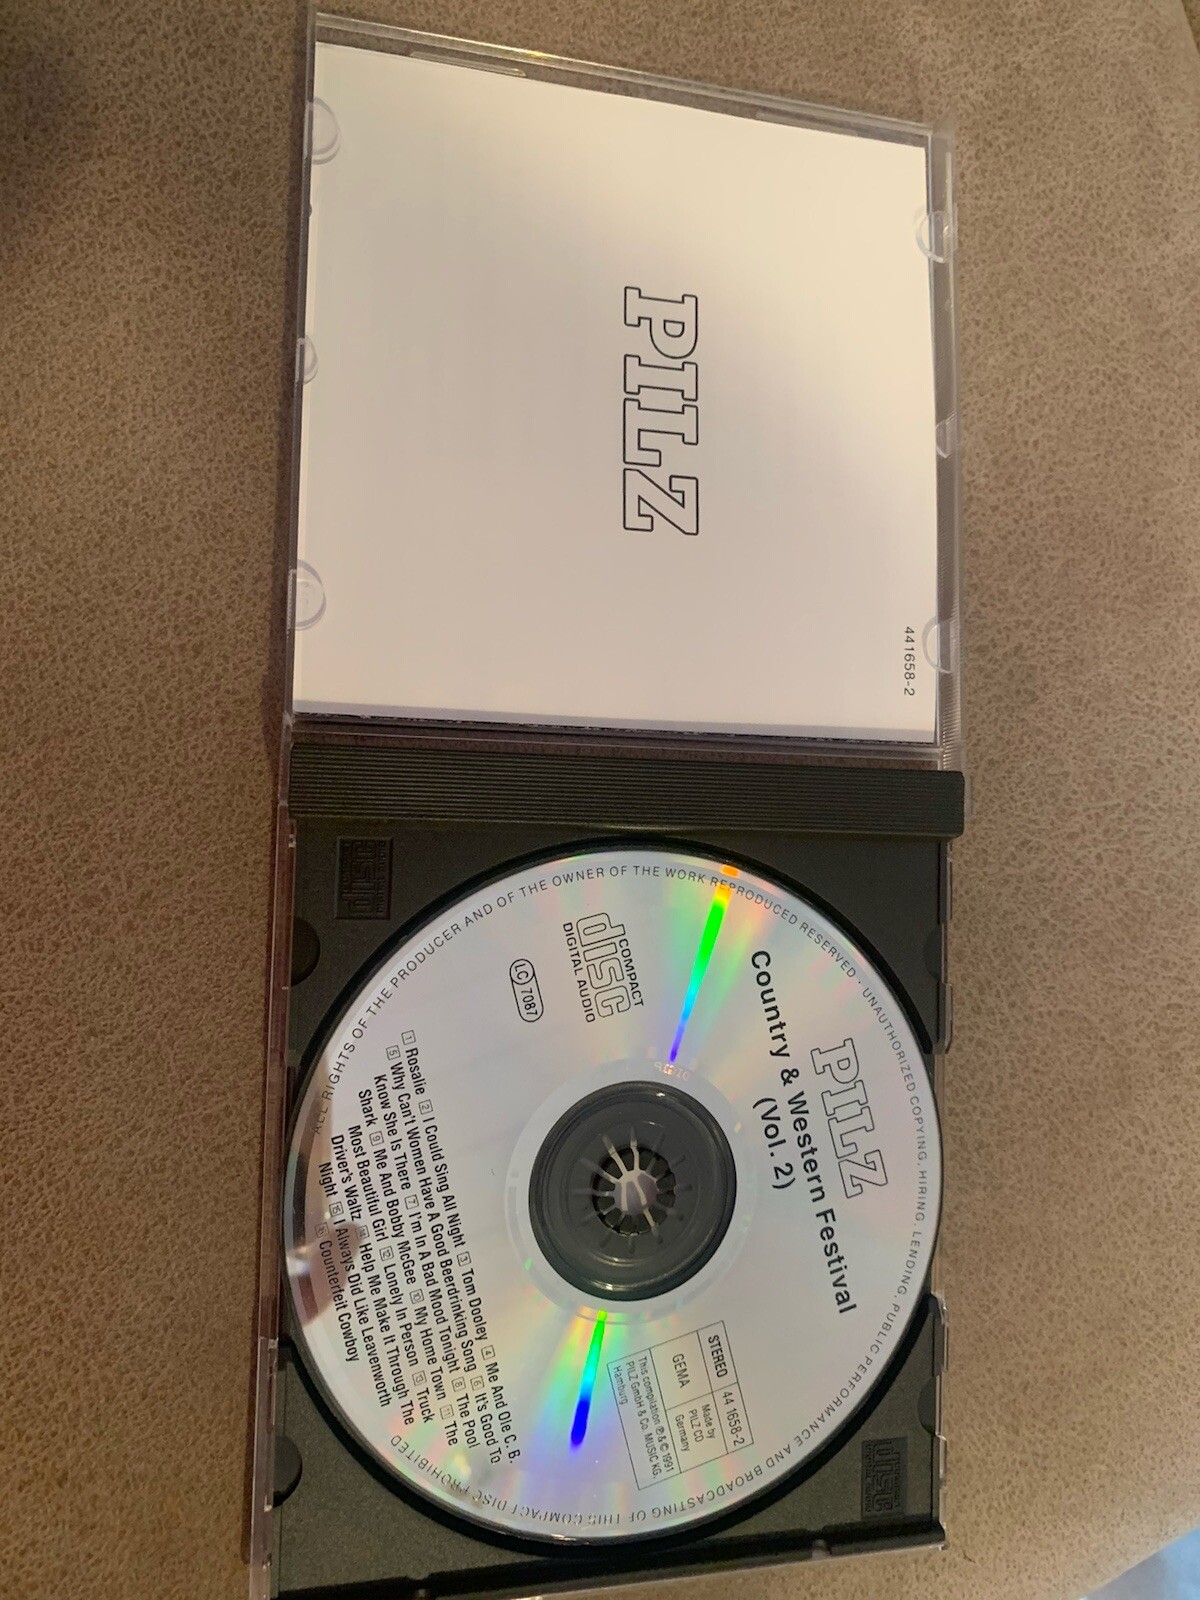 PILZ
441658-2
PILZ
Country & Western Festival
(Vol. 2)
COMPACT
disc
DIGITAL AUDIO
LC 7087
STEREO 44 1658-2
GEMA
Made by
PILZ CD
Germany
This compilation ℗ & © 1991
PILZ GmbH & Co. MUSIC KG.
Hamburg
1 Rosalie 2 I Could Sing All Night 3 Tom Dooley 4 Me And Ole C. B.
5 Why Can't Women Have A Good Beerdrinking Song 6 It's Good To
Know She Is There 7 I'm In A Bad Mood Tonight 8 The Pool
Shark 9 Me And Bobby McGee 10 My Home Town 11 The
Most Beautiful Girl 12 Lonely In Person 13 Truck
Driver's Waltz 14 Help Me Make It Through The
Night 15 I Always Did Like Leavenworth
16 Counterfeit Cowboy
ALL RIGHTS OF THE PRODUCER AND OF THE OWNER OF THE WORK REPRODUCED RESERVED · UNAUTHORIZED COPYING, HIRING, LENDING, PUBLIC PERFORMANCE AND BROADCASTING OF THIS COMPACT DISC PROHIBITED
disc
disc